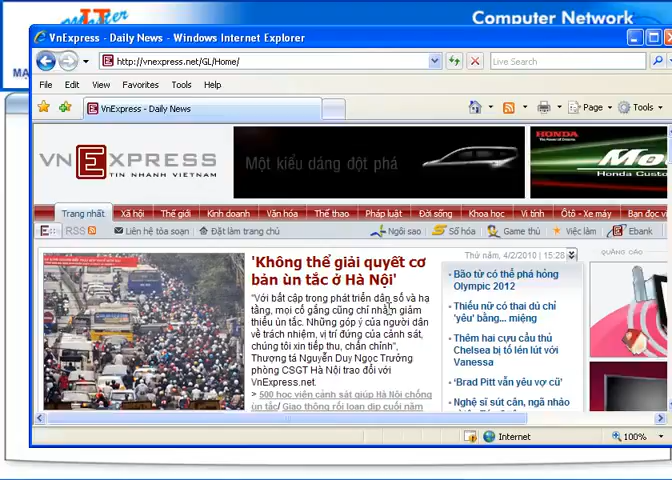 Computer Network
VnExpress - Daily News - Windows Internet Explorer
http://vnexpress.net/GL/Home/
Live Search
File Edit View Favorites Tools Help
VnExpress - Daily News
Page
Tools
VNEXPRESS
TIN NHANH VIETNAM
Một kiểu dáng đột phá
HONDA
The Power of Dreams
Honda Custo
Trang nhất Xã hội Thế giới Kinh doanh Văn hóa Thể thao Pháp luật Đời sống Khoa học Vi tính Ôtô - Xe máy Bạn đọc
RSS Liên hệ tòa soạn Đặt làm trang chủ Ngôi sao Số hóa Game thủ Việc làm Ebank
Thứ năm, 4/2/2010 | 15:28
QUẢNG CÁO
'Không thể giải quyết cơ
bản ùn tắc ở Hà Nội'
"Với bất cập trong phát triển dân số và hạ
tầng, mọi cố gắng cũng chỉ nhằm giảm
thiểu ùn tắc. Những góp ý của người dân
về trách nhiệm, vị trí đứng của cảnh sát,
chúng tôi xin tiếp thu, chấn chỉnh",
Thượng tá Nguyễn Duy Ngọc Trưởng
phòng CSGT Hà Nội trao đổi với
VnExpress.net.
> 500 học viên cảnh sát giúp Hà Nội chống
ùn tắc/ Giao thông rối loạn dịp cuối năm
Bão từ có thể phá hỏng
Olympic 2012
Thiếu nữ có thai dù chỉ
'yêu' bằng... miệng
Thêm hai cựu cầu thủ
Chelsea bị tố lén lút với
Vanessa
'Brad Pitt vẫn yêu vợ cũ'
Nghệ sĩ sứt cằn, ngã nhào
Internet
100%